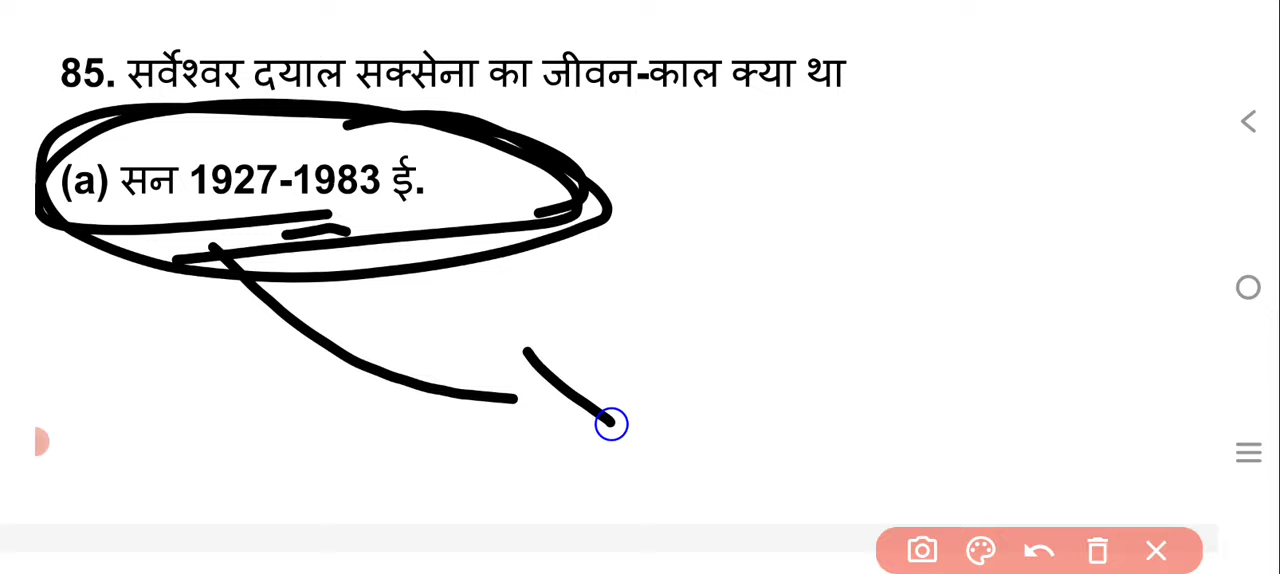 85. सर्वेश्वर दयाल सक्सेना का जीवन-काल क्या था
(a) सन 1927-1983 ई.